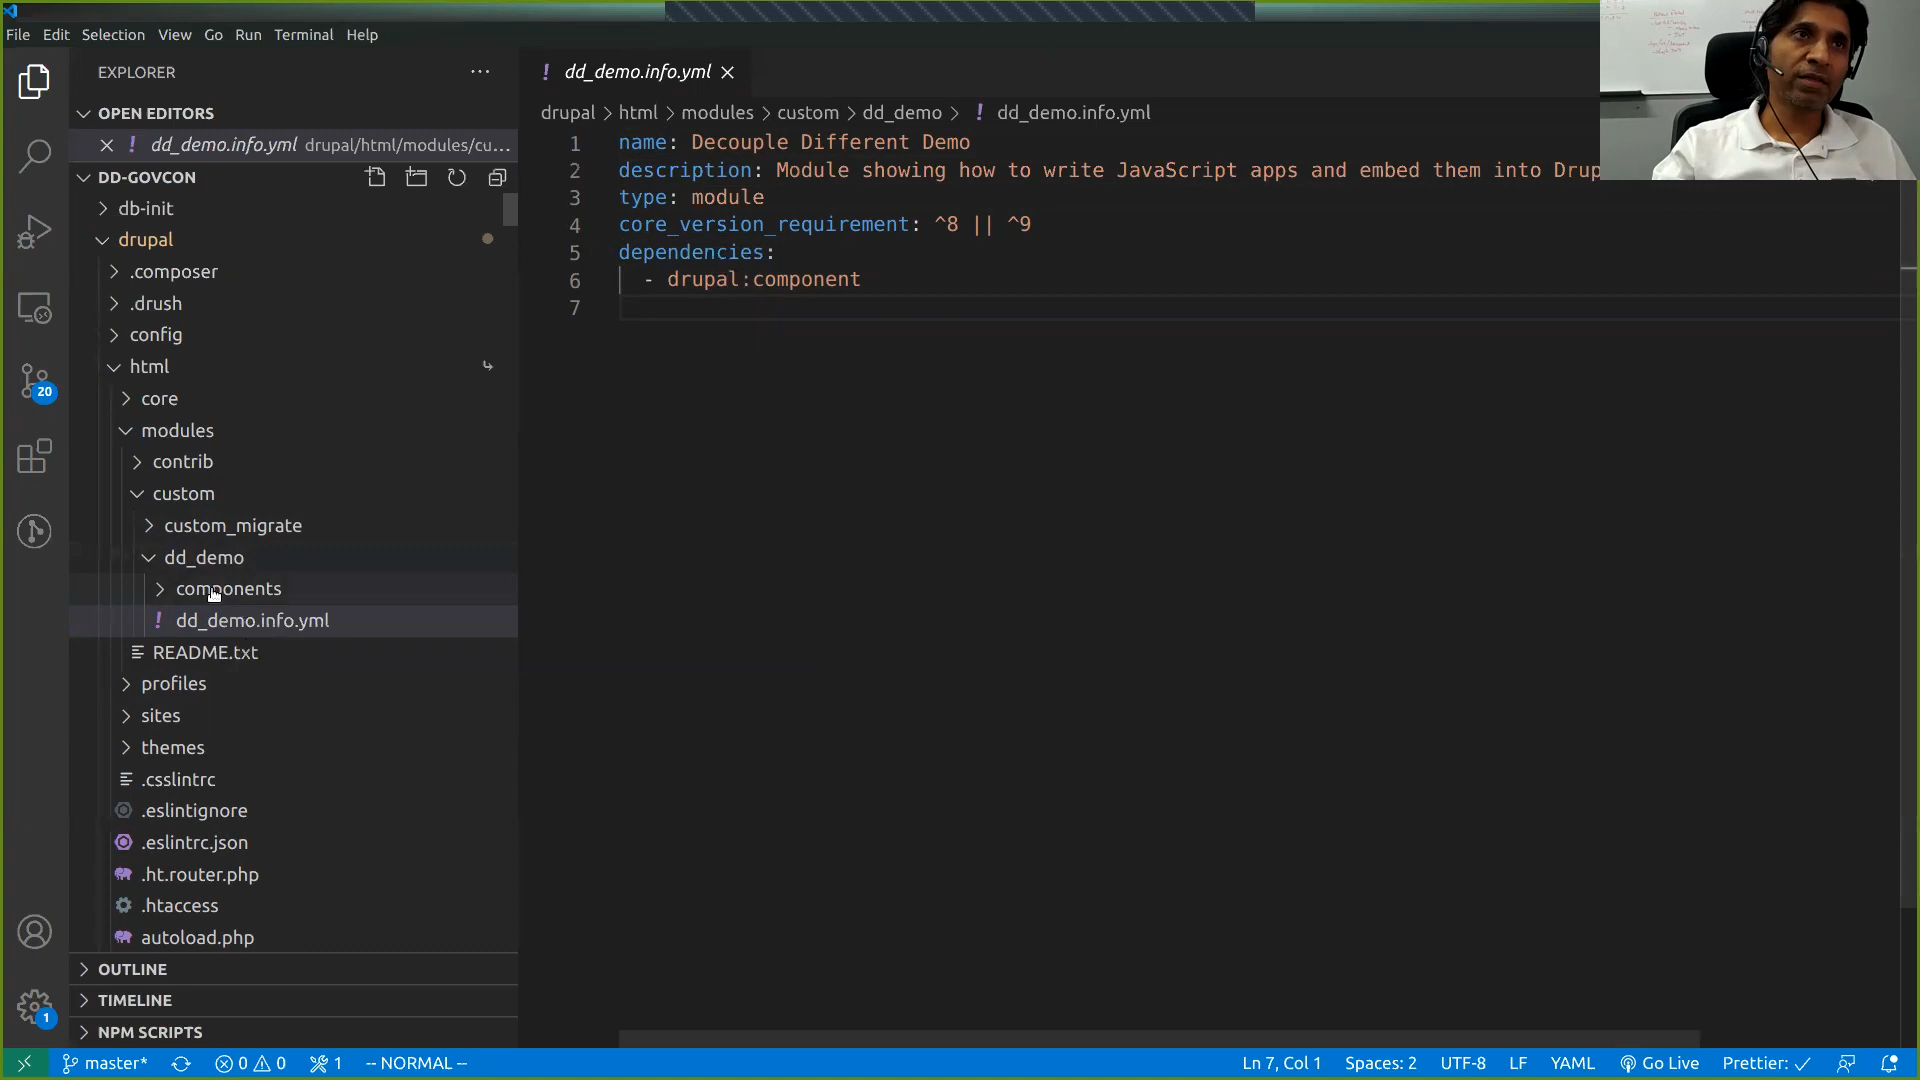 File Edit Selection View Go Run Terminal Help
EXPLORER
OPEN EDITORS
dd_demo.info.yml drupal/html/modules/cu...
DD-GOVCON
db-init
drupal
.composer
.drush
config
html
core
modules
contrib
custom
custom_migrate
dd_demo
components
dd_demo.info.yml
README.txt
profiles
sites
themes
.csslintrc
.eslintignore
.eslintrc.json
.ht.router.php
.htaccess
autoload.php
OUTLINE
TIMELINE
NPM SCRIPTS
dd_demo.info.yml
drupal > html > modules > custom > dd_demo > ! dd_demo.info.yml
1 name: Decouple Different Demo
2 description: Module showing how to write JavaScript apps and embed them into Drup
3 type: module
4 core_version_requirement: ^8 || ^9
5 dependencies:
6 - drupal:component
7
20
1
master* 0 0 1 -- NORMAL -- Ln 7, Col 1 Spaces: 2 UTF-8 LF YAML Go Live Prettier: ✓